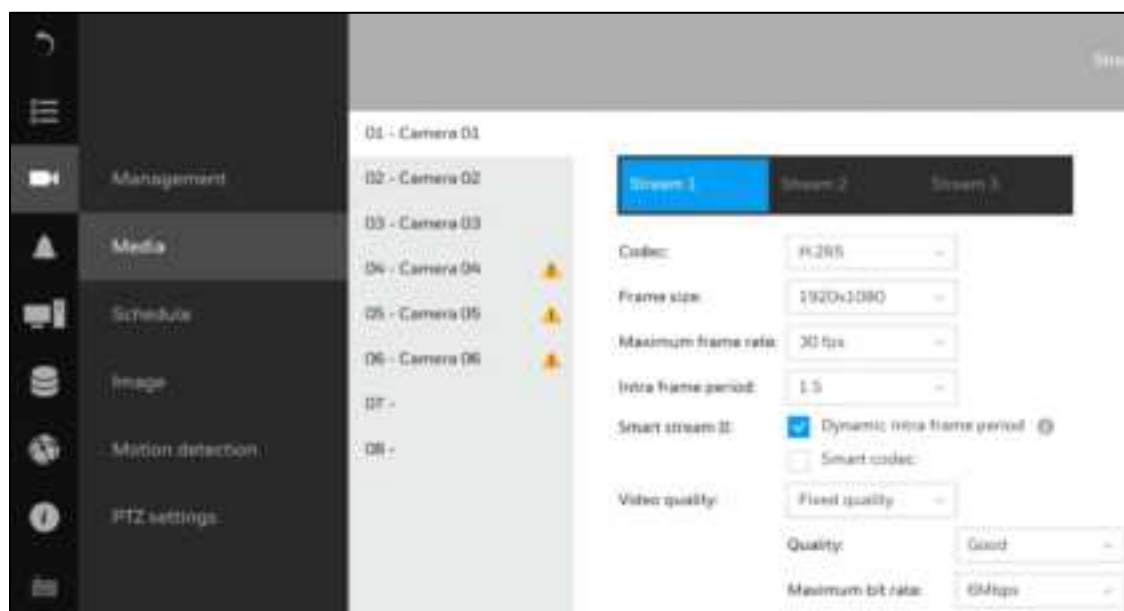 Stre
01 - Camera 01
Management
02 - Camera 02
Stream 1 Stream 2 Stream 3
03 - Camera 03
Media
Codec: H.265
04 - Camera 04
Frame size: 1920x1080
Schedule
05 - Camera 05
Maximum frame rate: 30 fps
06 - Camera 06
Image
Intra frame period: 1 S
07 -
Smart stream II: Dynamic intra frame period
Motion detection
08 -
Smart codec
Video quality: Fixed quality
PTZ settings
Quality: Good
Maximum bit rate: 6Mbps